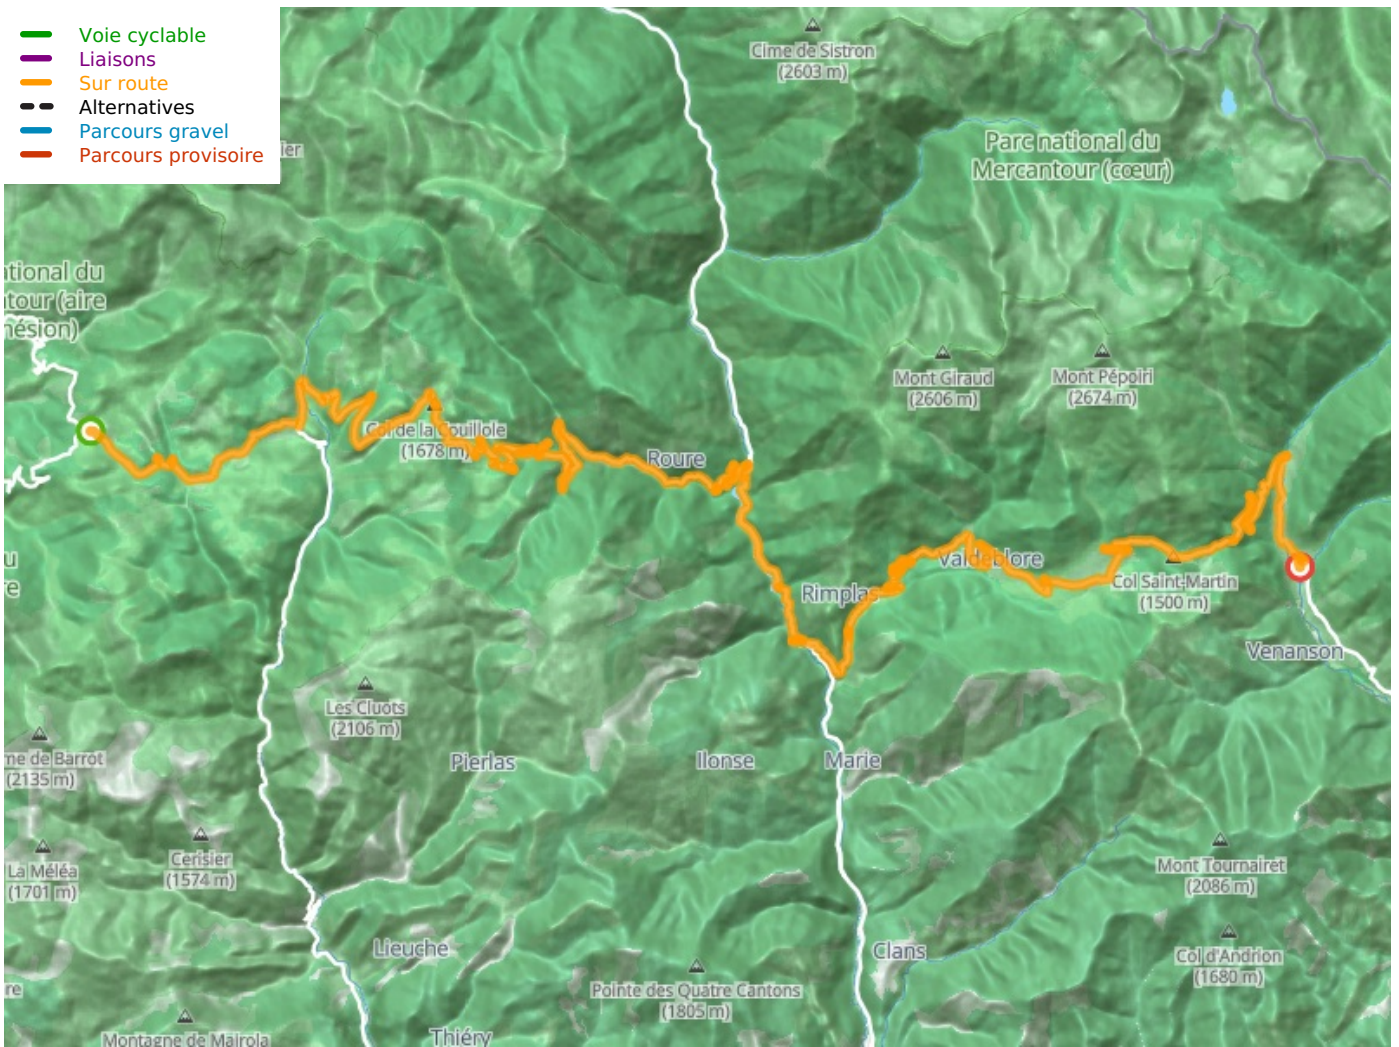 Voie cyclable
Liaisons
Sur route
Alternatives
Parcours gravel
Parcours provisoire
ier
Cime de Sistron
(2603 m)
Parc national du
Mercantour (cœur)
tional du
tour (aire
hésion)
Mont Giraud
(2606 m)
Mont Pépoiri
(2674 m)
Col de la Couillole
(1678 m)
Roure
Valdeblore
Rimplas
Col Saint-Martin
(1500 m)
u
e
Venanson
Les Cluots
(2106 m)
me de Barrot
(2135 m)
Pierlas
Ilonse
Marie
Cerisier
(1574 m)
La Méléa
(1701 m)
Mont Tournairet
(2086 m)
Lieuche
Clans
Col d'Andrion
(1680 m)
re
Pointe des Quatre Cantons
(1805 m)
Montagne de Mairola
Thiéry